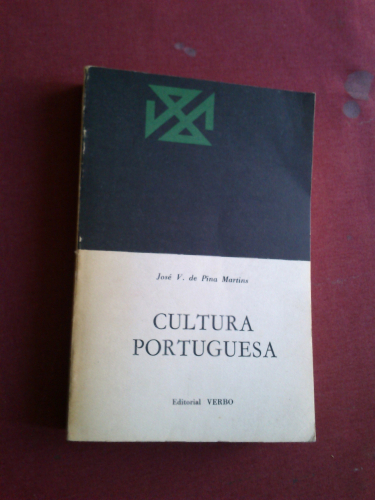 José V. de Pina Martins
CULTURA
PORTUGUESA
Editorial VERBO